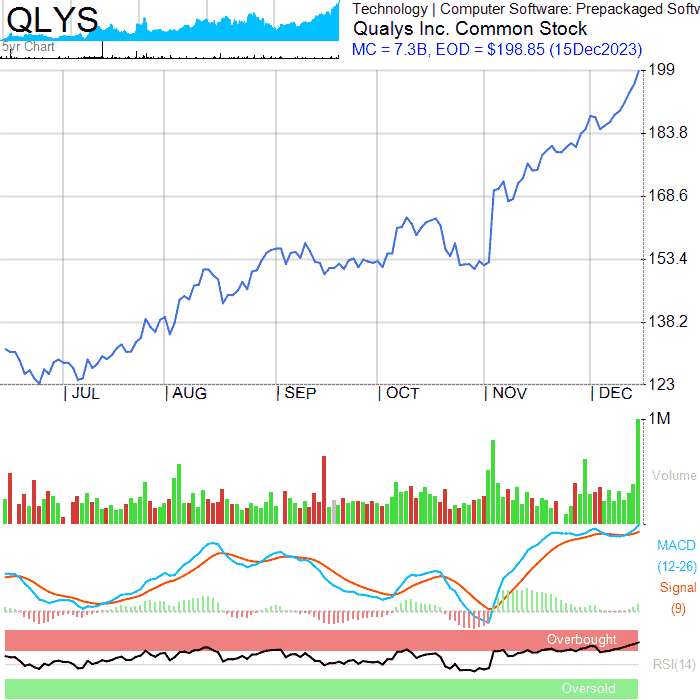 QLYS
5yr Chart
Technology | Computer Software: Prepackaged Softw
Qualys Inc. Common Stock
MC = 7.3B, EOD = $198.85 (15Dec2023)
199
183.8
168.6
153.4
138.2
123
| JUL | AUG | SEP | OCT | NOV | DEC
1M
Volume
MACD
(12-26)
Signal
(9)
Overbought
RSI(14)
Oversold